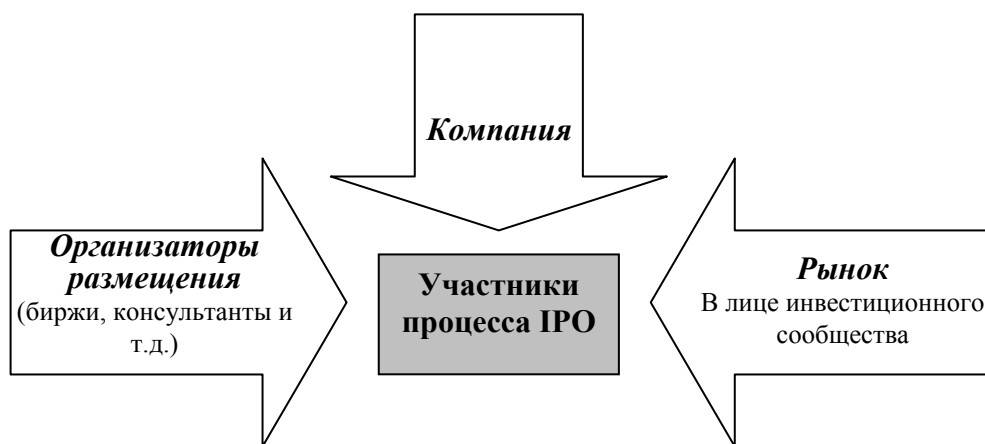 Компания
Организаторы
размещения
(биржи, консультанты и
т.д.)
Участники
процесса IPO
Рынок
В лице инвестиционного
сообщества